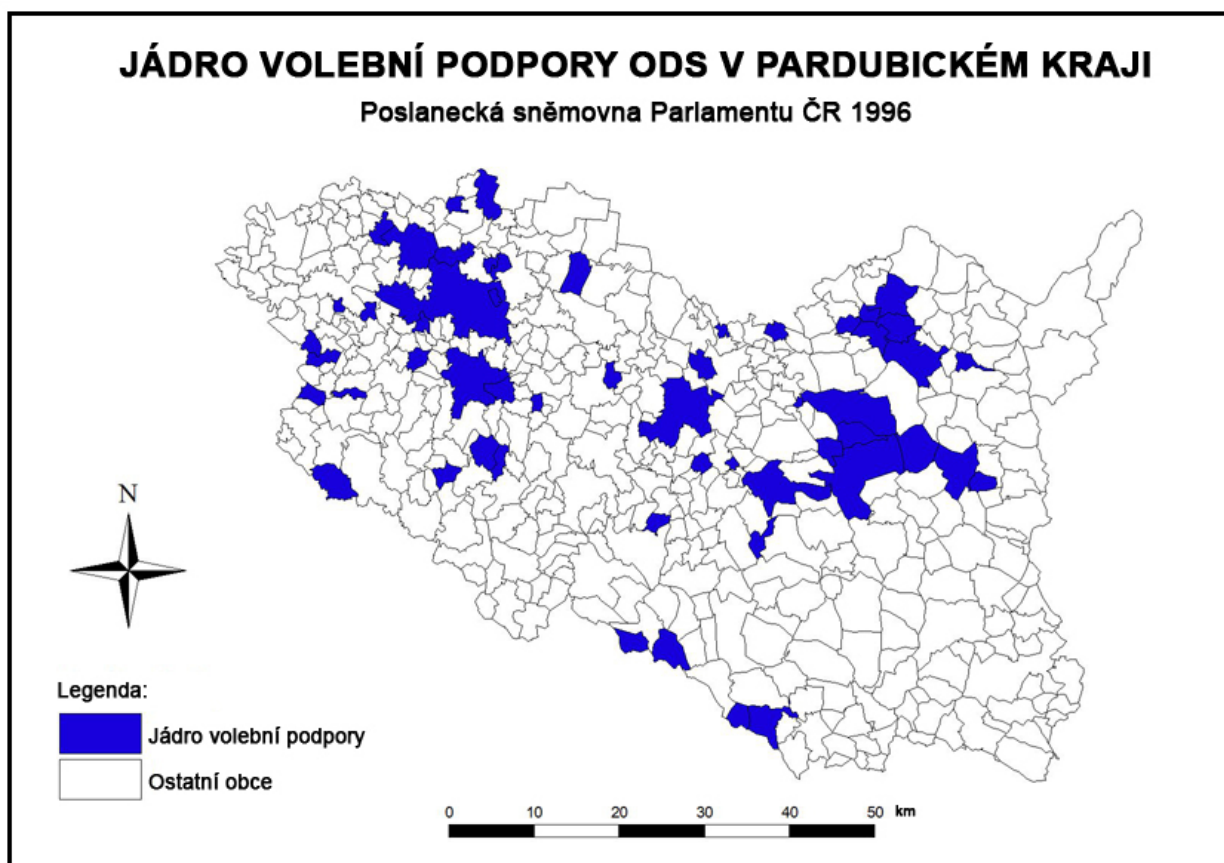 JÁDRO VOLEBNÍ PODPORY ODS V PARDUBICKÉM KRAJI
Poslanecká sněmovna Parlamentu ČR 1996
N
Legenda:
Jádro volební podpory
Ostatní obce
0 10 20 30 40 50 km